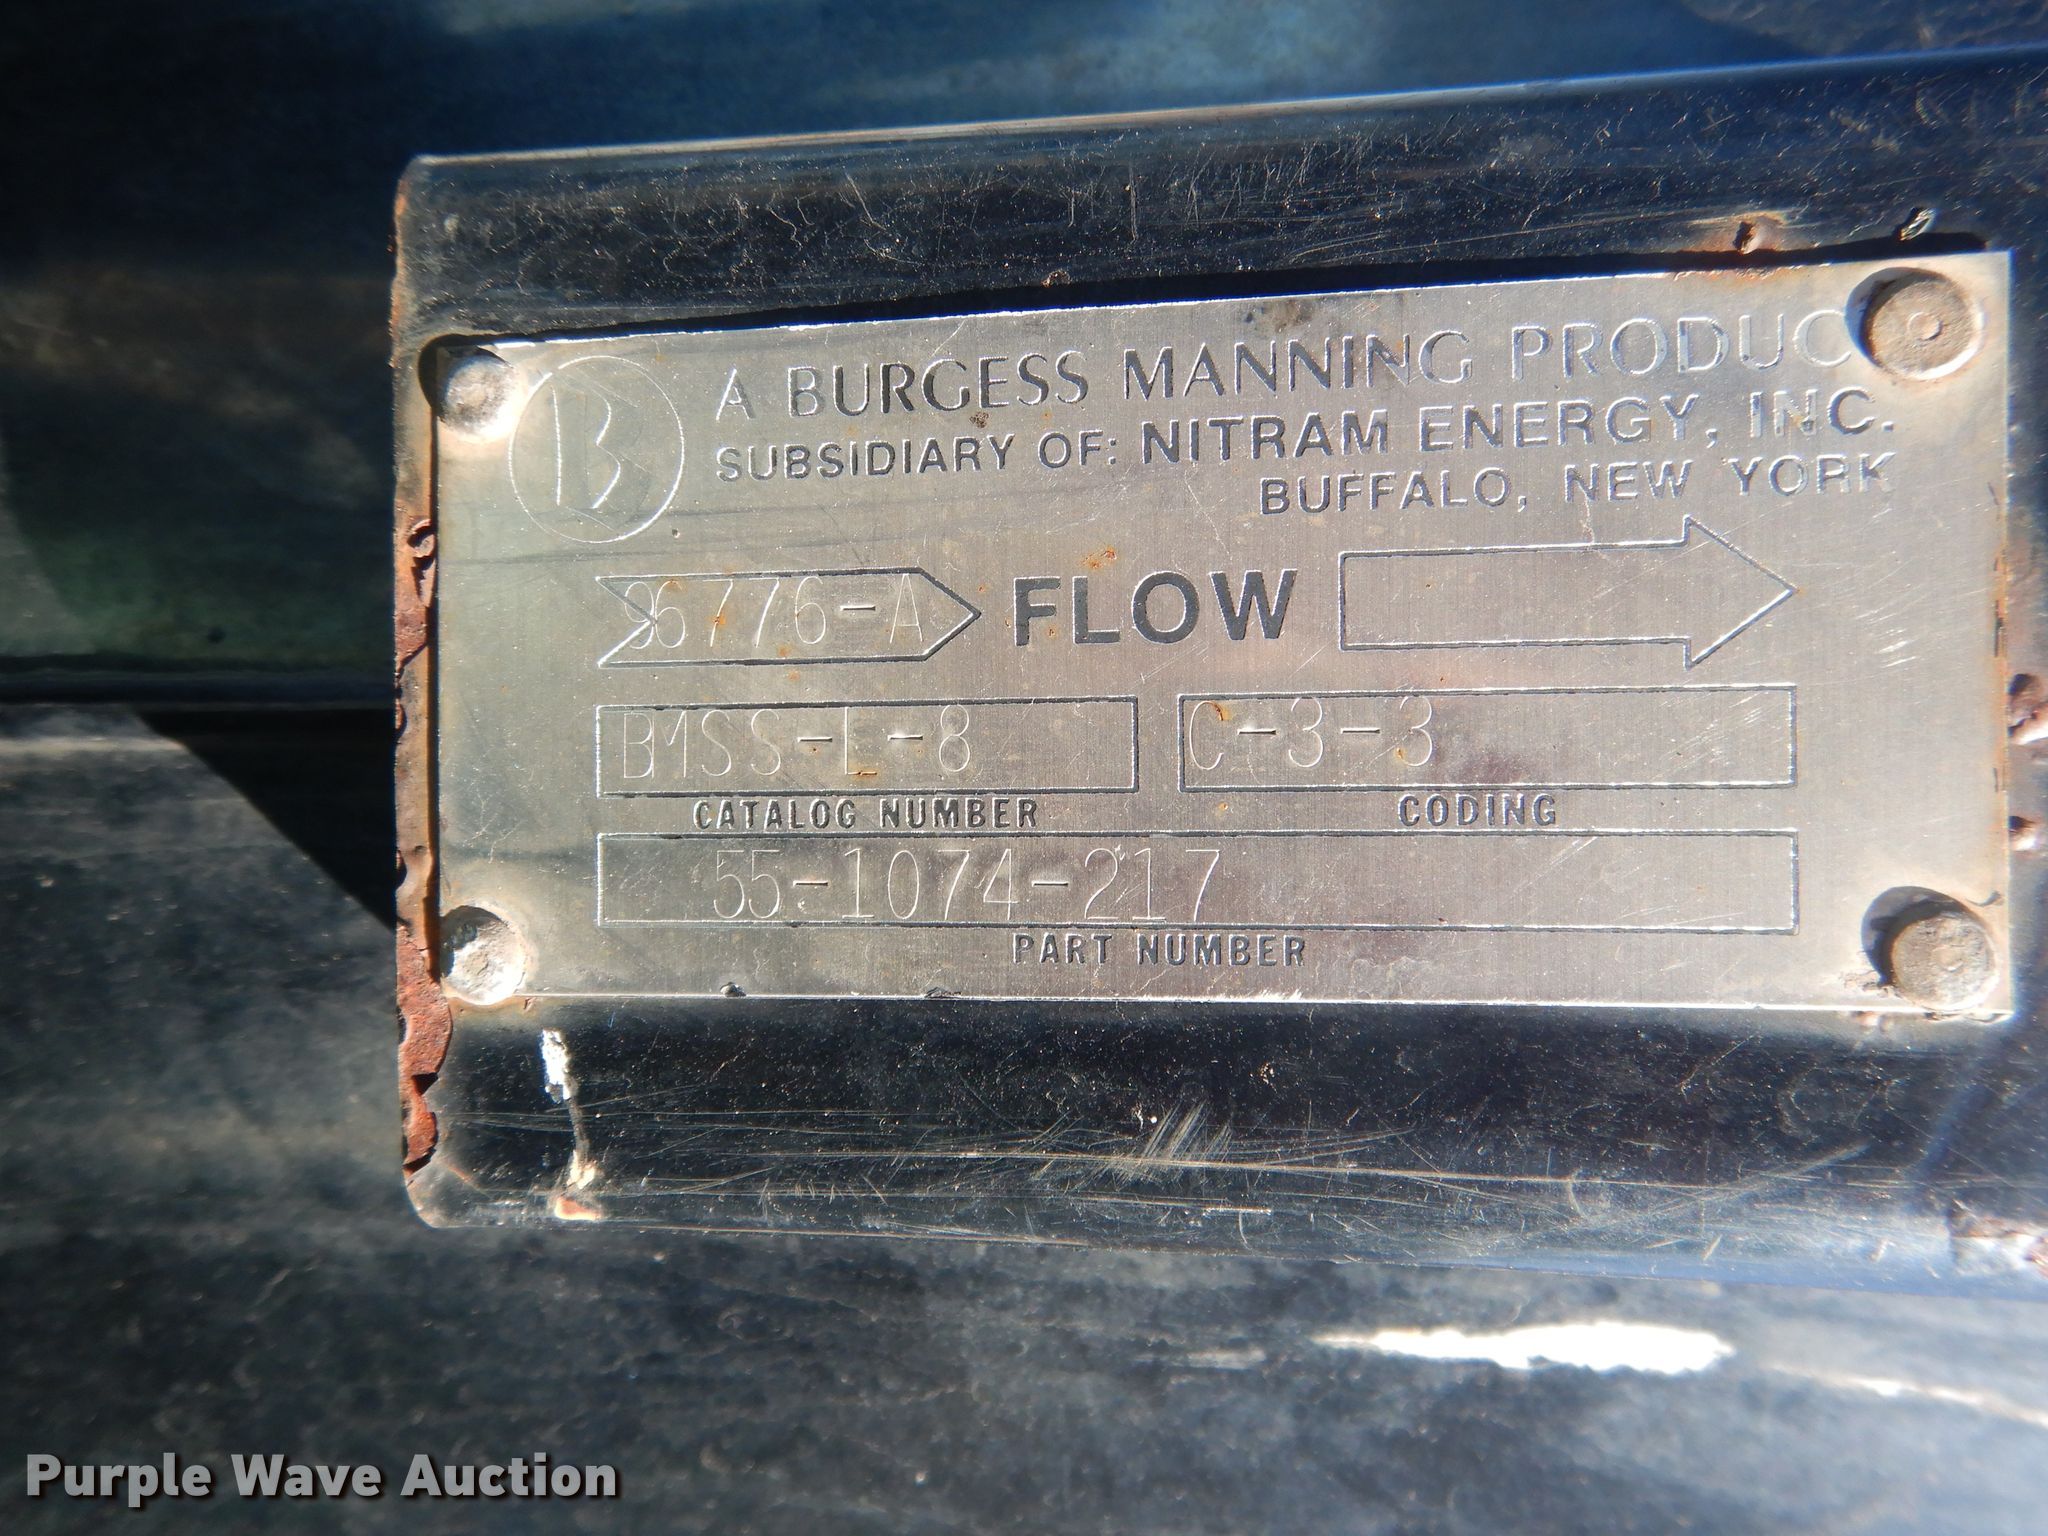 B
A BURGESS MANNING PRODUC
SUBSIDIARY OF: NITRAM ENERGY, INC.
BUFFALO, NEW YORK
96776-A FLOW
BMSS-L-8 C-3-3
CATALOG NUMBER CODING
55-1074-217
PART NUMBER
Purple Wave Auction